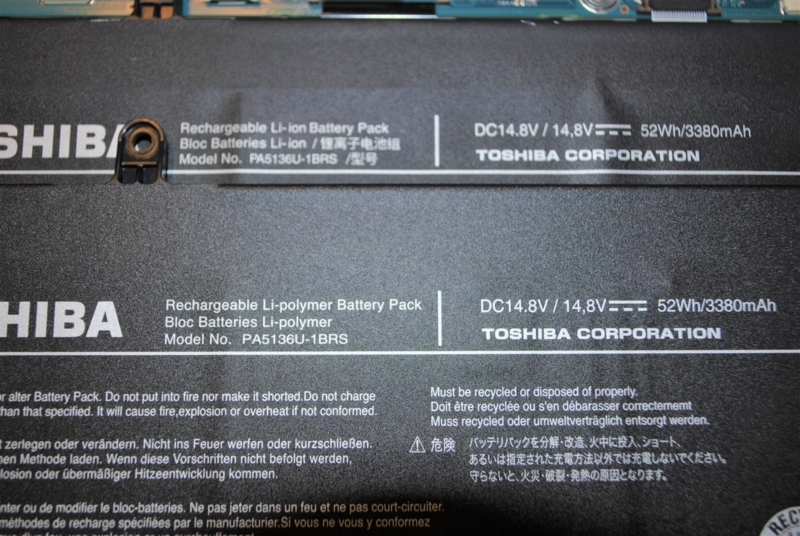 SHIBA
Rechargeable Li-ion Battery Pack
Bloc Batteries Li-ion /锂离子电池组
Model No. PA5136U-1BRS /型号
DC14.8V / 14,8V 52Wh/3380mAh
TOSHIBA CORPORATION
HIBA
Rechargeable Li-polymer Battery Pack
Bloc Batteries Li-polymer
Model No. PA5136U-1BRS
DC14.8V / 14,8V 52Wh/3380mAh
TOSHIBA CORPORATION
or alter Battery Pack. Do not put into fire nor make it shorted.Do not charge
than that specified. It will cause fire,explosion or overheat if not conformed.
zerlegen oder verändern. Nicht ins Feuer werfen oder kurzschließen.
Methode laden. Wenn diese Vorschriften nicht befolgt werden,
plosion oder übermäßiger Hitzeentwicklung kommen.
ou de modifier le bloc-batteries. Ne pas jeter dans un feu et ne pas court-circuiter.
méthodes de recharge spécifiées par le manufacturier.Si vous ne vous y conformez
Must be recycled or disposed of properly.
Doit être recyclée ou s'en débarasser correctememt
Muss recycled oder umweltverträglich entsorgt werden.
⚠ 危険 バッテリパックを分解・改造、火中に投入、ショート、
あるいは指定された充電方法以外では充電しないでください。
守らないと、火災・破裂・発熱の原因となります。
REC